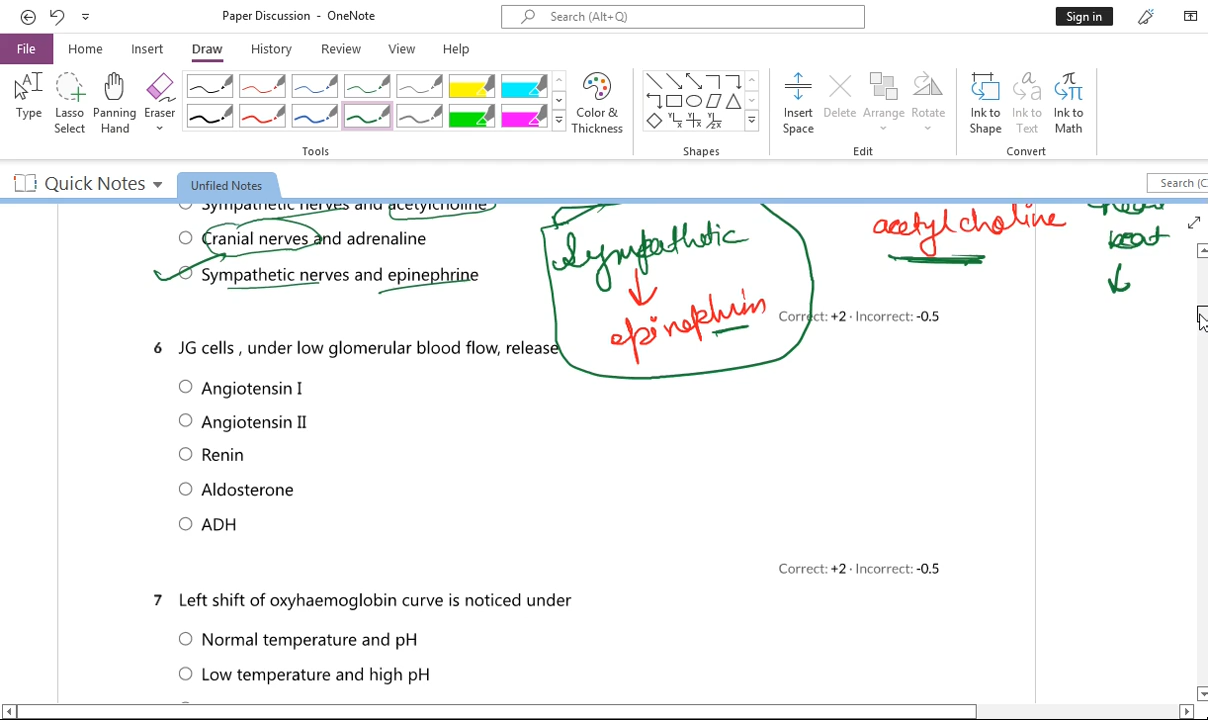 Paper Discussion - OneNote
Search (Alt+Q)
Sign in
File Home Insert Draw History Review View Help
Type
Lasso Select
Panning Hand
Eraser
Color & Thickness
Insert Space
Delete
Arrange
Rotate
Ink to Shape
Ink to Text
Ink to Math
Tools
Shapes
Edit
Convert
Quick Notes
Unfiled Notes
Search (C
Sympathetic nerves and acetylcholine
Cranial nerves and adrenaline
Sympathetic nerves and epinephrine
Sympathetic
epinephrin
acetylcholine
Correct: +2 · Incorrect: -0.5
6 JG cells , under low glomerular blood flow, release
Angiotensin I
Angiotensin II
Renin
Aldosterone
ADH
Correct: +2 · Incorrect: -0.5
7 Left shift of oxyhaemoglobin curve is noticed under
Normal temperature and pH
Low temperature and high pH